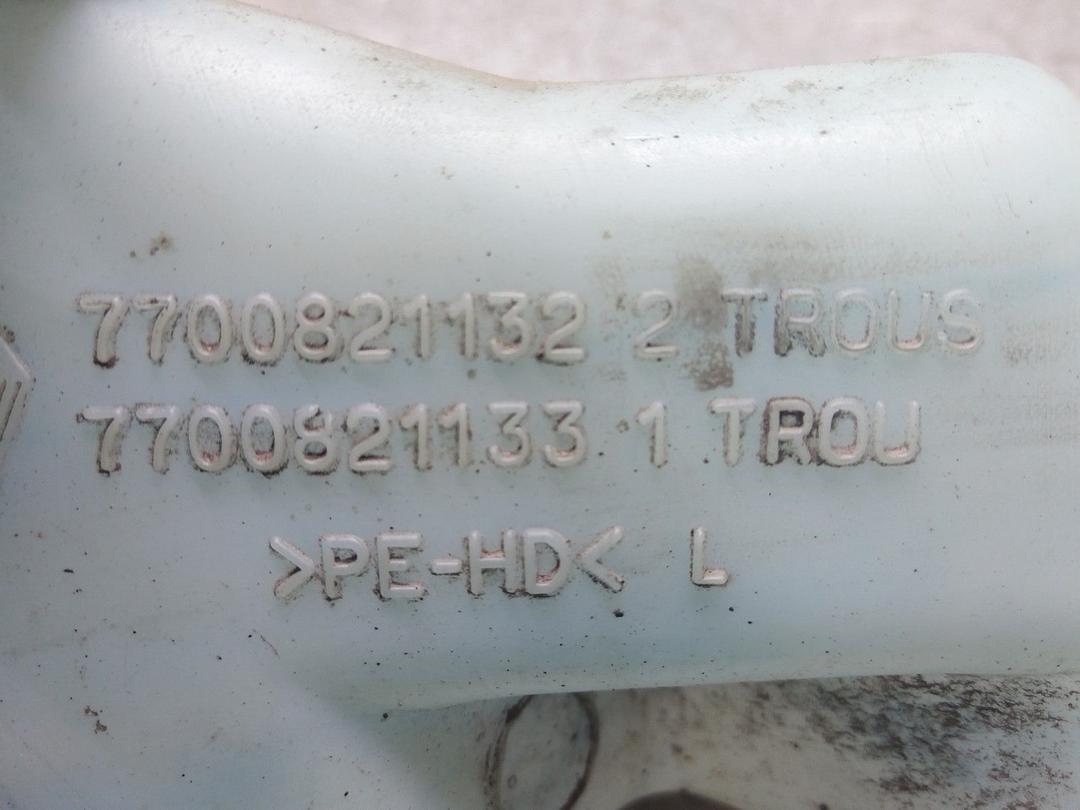 7700821132 2 TROUS
7700821133 1 TROU
>PE-HD< L